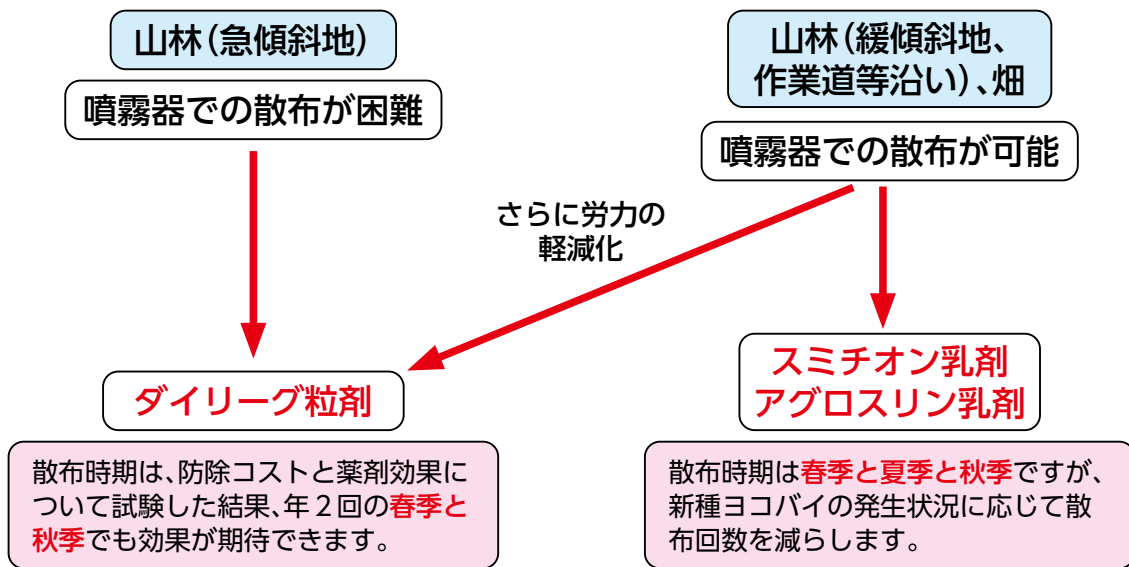 山林(急傾斜地)
噴霧器での散布が困難
山林(緩傾斜地、
作業道等沿い)、畑
噴霧器での散布が可能
さらに労力の
軽減化
ダイリーグ粒剤
散布時期は、防除コストと薬剤効果に
ついて試験した結果、年２回の春季と
秋季でも効果が期待できます。
スミチオン乳剤
アグロスリン乳剤
散布時期は春季と夏季と秋季ですが、
新種ヨコバイの発生状況に応じて散
布回数を減らします。